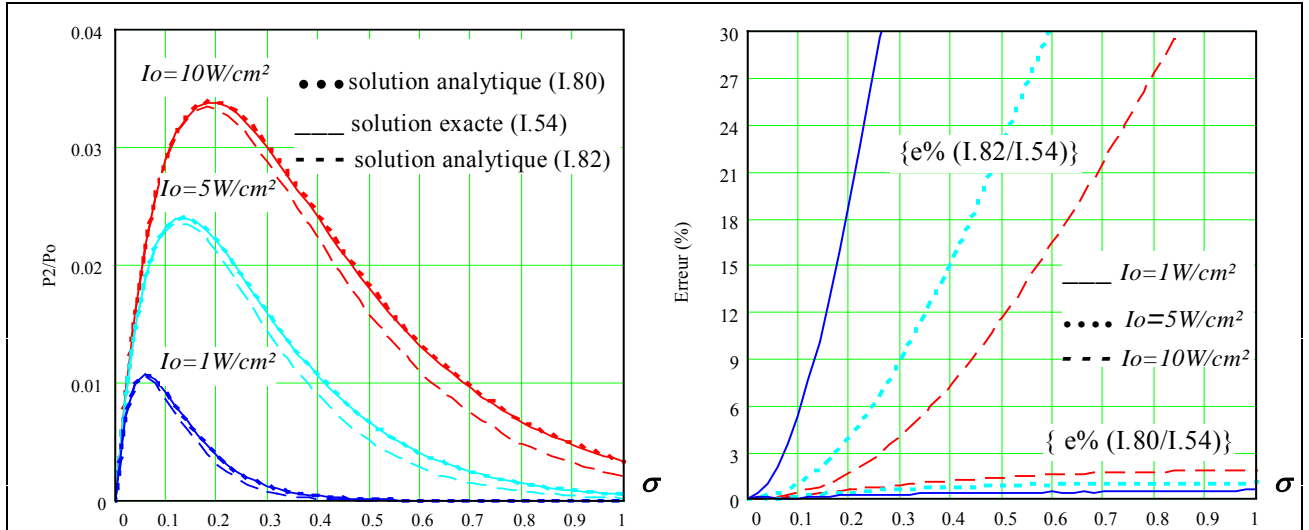 0.04
0.03
0.02
0.01
0
P2/Po
0 0.1 0.2 0.3 0.4 0.5 0.6 0.7 0.8 0.9 1
σ
Io=10W/cm²
Io=5W/cm²
Io=1W/cm²
solution analytique (I.80)
solution exacte (I.54)
solution analytique (I.82)
30
27
24
21
18
15
12
9
6
3
0
Erreur (%)
0 0.1 0.2 0.3 0.4 0.5 0.6 0.7 0.8 0.9 1
σ
{e% (I.82/I.54)}
Io=1W/cm²
Io=5W/cm²
Io=10W/cm²
{ e% (I.80/I.54)}